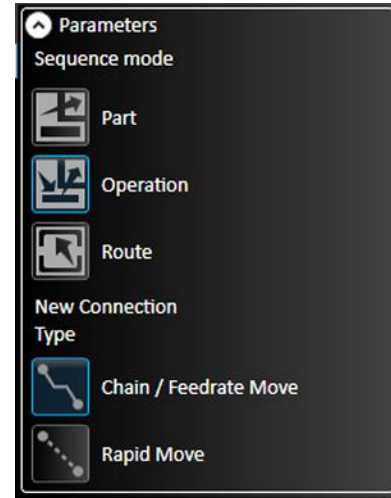 Parameters
Sequence mode
Part
Operation
Route
New Connection
Type
Chain / Feedrate Move
Rapid Move